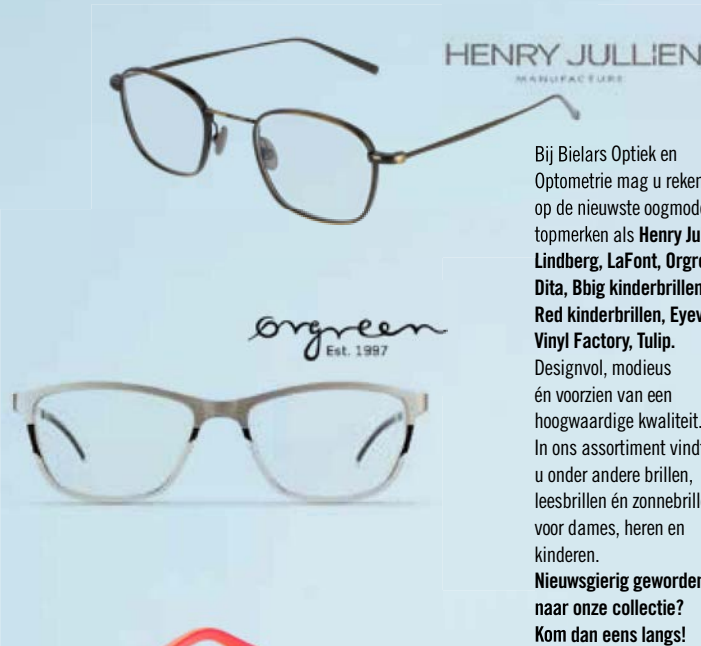 HENRY JULLIEN
MANUFACTURE
Bij Bielars Optiek en
Optometrie mag u reken
op de nieuwste oogmod
topmerken als Henry Ju
Lindberg, LaFont, Orgre
Dita, Bbig kinderbrillen
Red kinderbrillen, Eyev
Vinyl Factory, Tulip.
Designvol, modieus
én voorzien van een
hoogwaardige kwaliteit.
In ons assortiment vindt
u onder andere brillen,
leesbrillen én zonnebrille
voor dames, heren en
kinderen.
Nieuwsgierig geworden
naar onze collectie?
Kom dan eens langs!
orgreen
Est. 1997